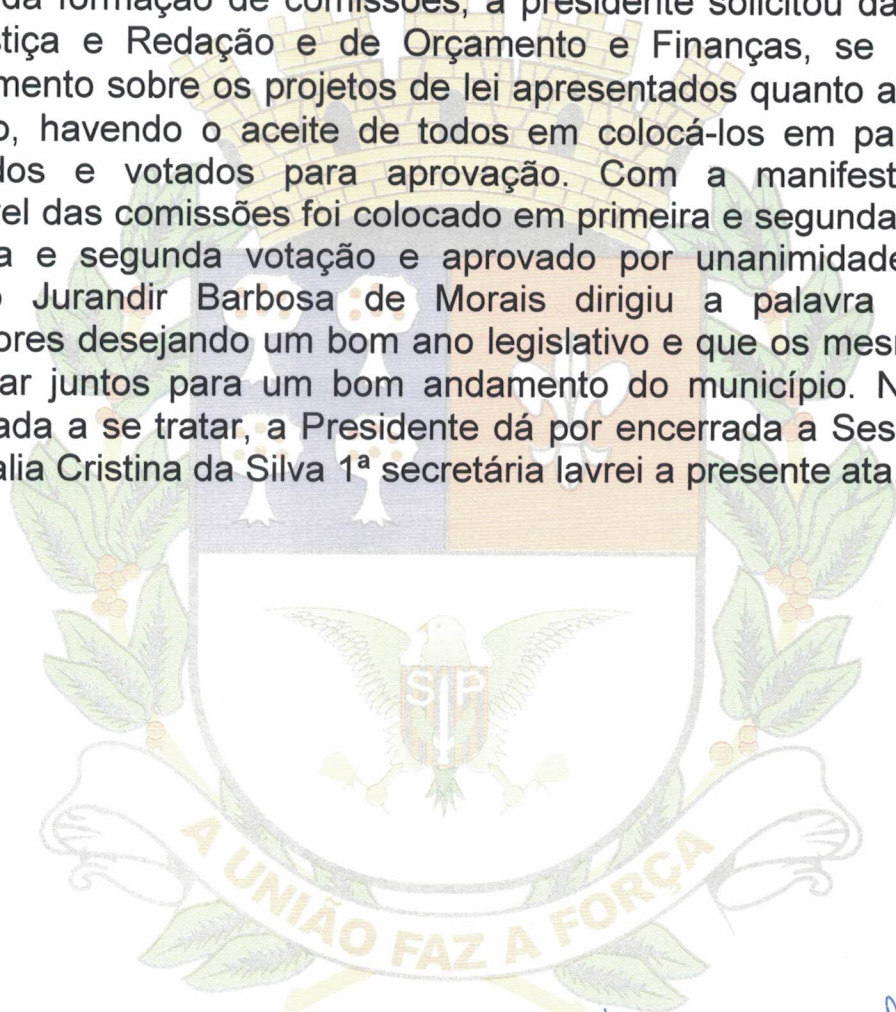 da formação de comissões, a presidente solicitou da
tiça e Redação e de Orçamento e Finanças, se
mento sobre os projetos de lei apresentados quanto a
o, havendo o aceite de todos em colocá-los em pa
dos e votados para aprovação. Com a manifest
vel das comissões foi colocado em primeira e segunda
a e segunda votação e aprovado por unanimidade
o Jurandir Barbosa de Morais dirigiu a palavra
ores desejando um bom ano legislativo e que os mesr
ar juntos para um bom andamento do município. N
ada a se tratar, a Presidente dá por encerrada a Ses
alia Cristina da Silva 1ª secretária lavrei a presente ata
SP
A UNIÃO FAZ A FORÇA